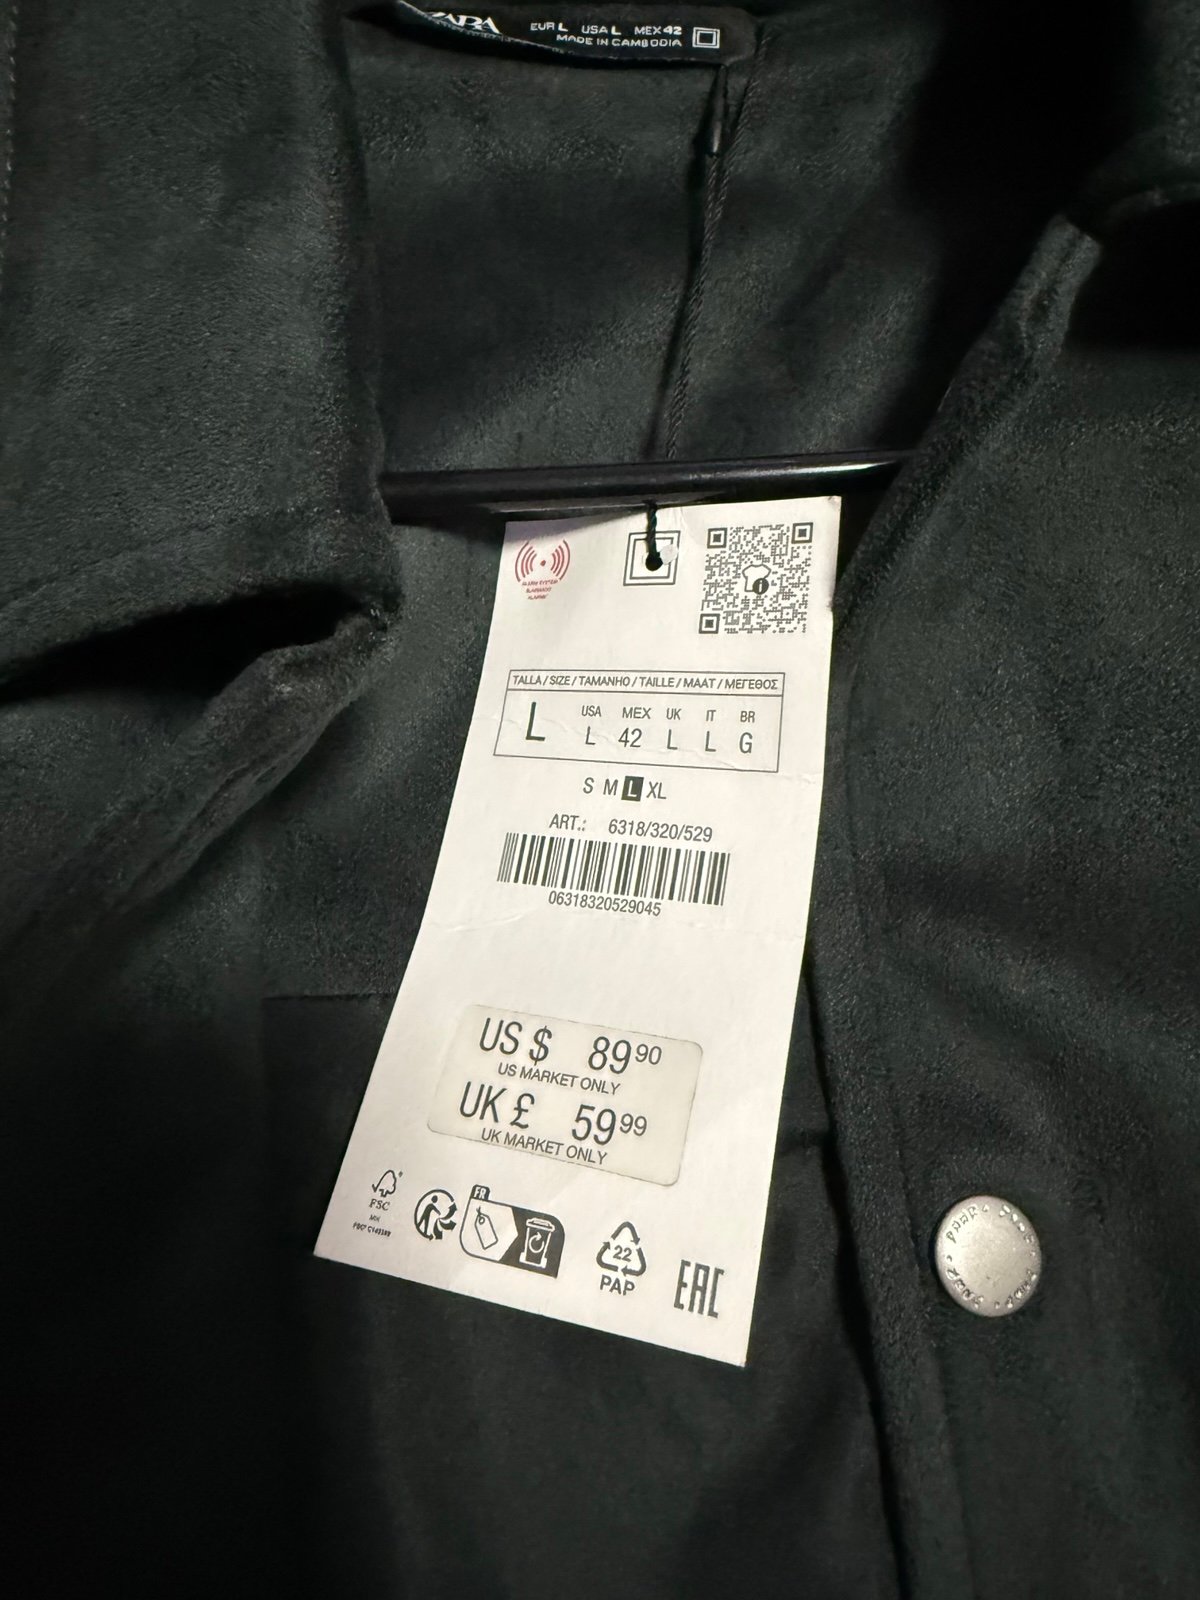 ZARA
EUR L USA L MEX 42
MADE IN CAMBODIA
TALLA / SIZE / TAMANHO / TAILLE / MAAT / ΜΕΓΕΘΟΣ
L
USA MEX UK IT BR
L 42 L L G
S M L XL
ART.: 6318/320/529
06318320529045
US $ 89 90
US MARKET ONLY
UK £ 59 99
UK MARKET ONLY
FSC
MIX
FR
22
PAP
EAC